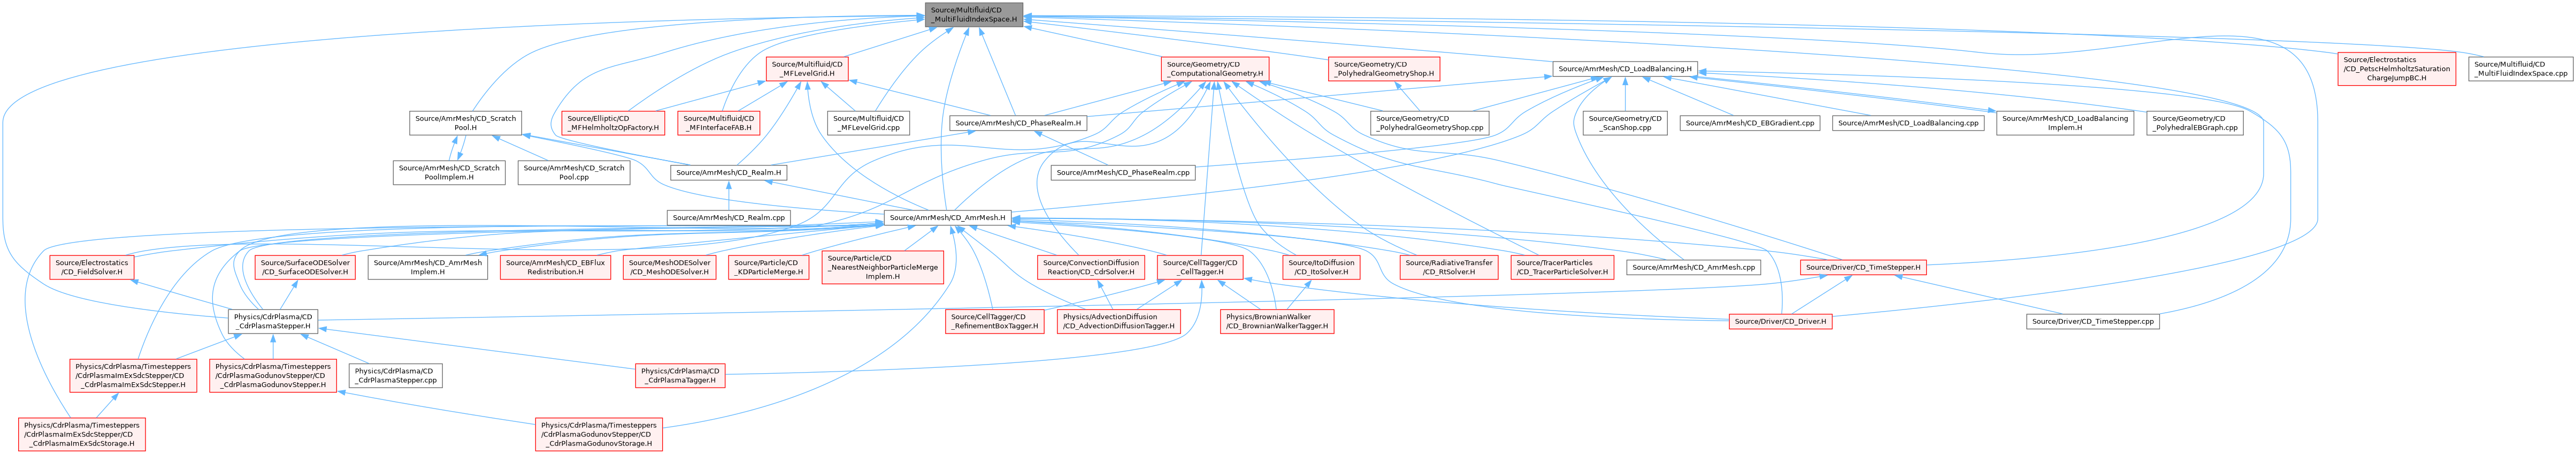 Source/Multifluid/CD
_MultiFluidIndexSpace.H
Source/Multifluid/CD
_MFLevelGrid.H
Source/Geometry/CD
_ComputationalGeometry.H
Source/Geometry/CD
_PolyhedralGeometryShop.H
Source/AmrMesh/CD_LoadBalancing.H
Source/Electrostatics
/CD_PetscHelmholtzSaturation
ChargeJumpBC.H
Source/Multifluid/CD
_MultiFluidIndexSpace.cpp
Source/AmrMesh/CD_Scratch
Pool.H
Source/Elliptic/CD
_MFHelmholtzOpFactory.H
Source/Multifluid/CD
_MFInterfaceFAB.H
Source/Multifluid/CD
_MFLevelGrid.cpp
Source/AmrMesh/CD_PhaseRealm.H
Source/Geometry/CD
_PolyhedralGeometryShop.cpp
Source/Geometry/CD
_ScanShop.cpp
Source/AmrMesh/CD_EBGradient.cpp
Source/AmrMesh/CD_LoadBalancing.cpp
Source/AmrMesh/CD_LoadBalancing
Implem.H
Source/Geometry/CD
_PolyhedralEBGraph.cpp
Source/AmrMesh/CD_Scratch
PoolImplem.H
Source/AmrMesh/CD_Scratch
Pool.cpp
Source/AmrMesh/CD_Realm.H
Source/AmrMesh/CD_PhaseRealm.cpp
Source/AmrMesh/CD_Realm.cpp
Source/AmrMesh/CD_AmrMesh.H
Source/Electrostatics
/CD_FieldSolver.H
Source/SurfaceODESolver
/CD_SurfaceODESolver.H
Source/AmrMesh/CD_AmrMesh
Implem.H
Source/AmrMesh/CD_EBFlux
Redistribution.H
Source/MeshODESolver
/CD_MeshODESolver.H
Source/Particle/CD
_KDParticleMerge.H
Source/Particle/CD
_NearestNeighborParticleMerge
Implem.H
Source/ConvectionDiffusion
Reaction/CD_CdrSolver.H
Source/CellTagger/CD
_CellTagger.H
Source/ItoDiffusion
/CD_ItoSolver.H
Source/RadiativeTransfer
/CD_RtSolver.H
Source/TracerParticles
/CD_TracerParticleSolver.H
Source/AmrMesh/CD_AmrMesh.cpp
Source/Driver/CD_TimeStepper.H
Physics/CdrPlasma/CD
_CdrPlasmaStepper.H
Source/CellTagger/CD
_RefinementBoxTagger.H
Physics/AdvectionDiffusion
/CD_AdvectionDiffusionTagger.H
Physics/BrownianWalker
/CD_BrownianWalkerTagger.H
Source/Driver/CD_Driver.H
Source/Driver/CD_TimeStepper.cpp
Physics/CdrPlasma/Timesteppers
/CdrPlasmaImExSdcStepper/CD
_CdrPlasmaImExSdcStepper.H
Physics/CdrPlasma/Timesteppers
/CdrPlasmaGodunovStepper/CD
_CdrPlasmaGodunovStepper.H
Physics/CdrPlasma/CD
_CdrPlasmaStepper.cpp
Physics/CdrPlasma/CD
_CdrPlasmaTagger.H
Physics/CdrPlasma/Timesteppers
/CdrPlasmaImExSdcStepper/CD
_CdrPlasmaImExSdcStorage.H
Physics/CdrPlasma/Timesteppers
/CdrPlasmaGodunovStepper/CD
_CdrPlasmaGodunovStorage.H